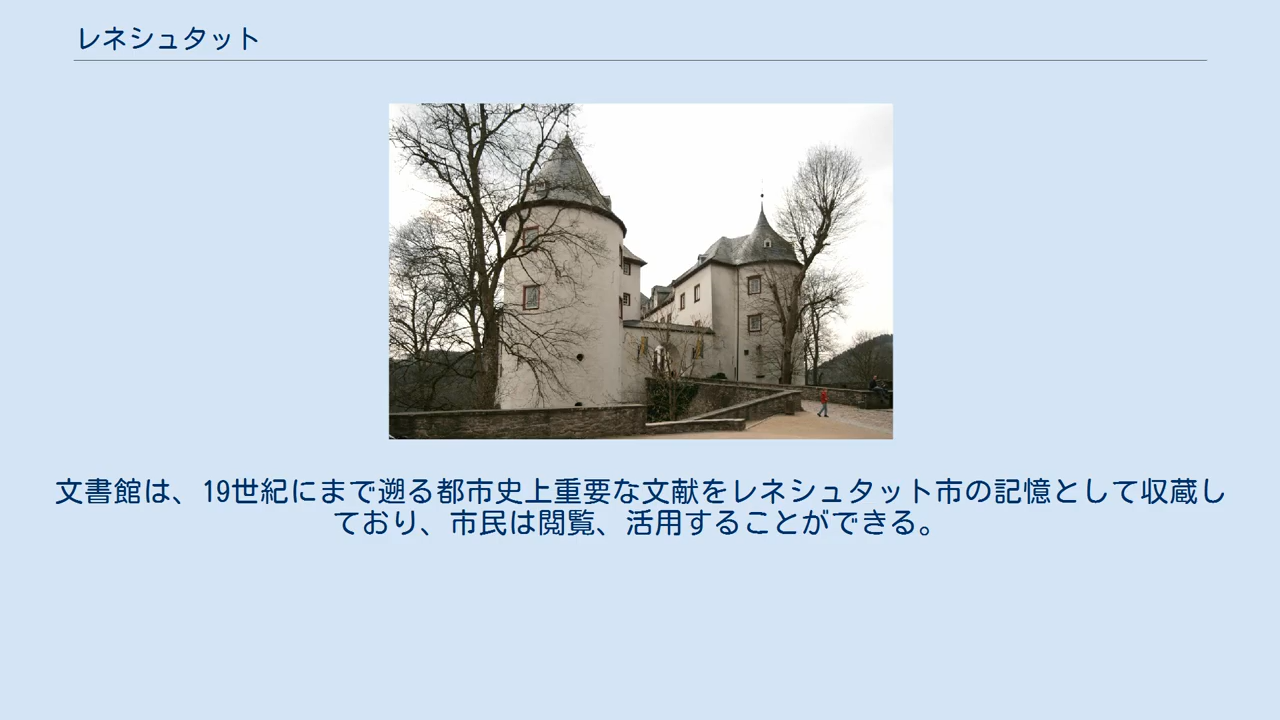 レネシュタット
文書館は、19世紀にまで遡る都市史上重要な文献をレネシュタット市の記憶として収蔵し
ており、市民は閲覧、活用することができる。